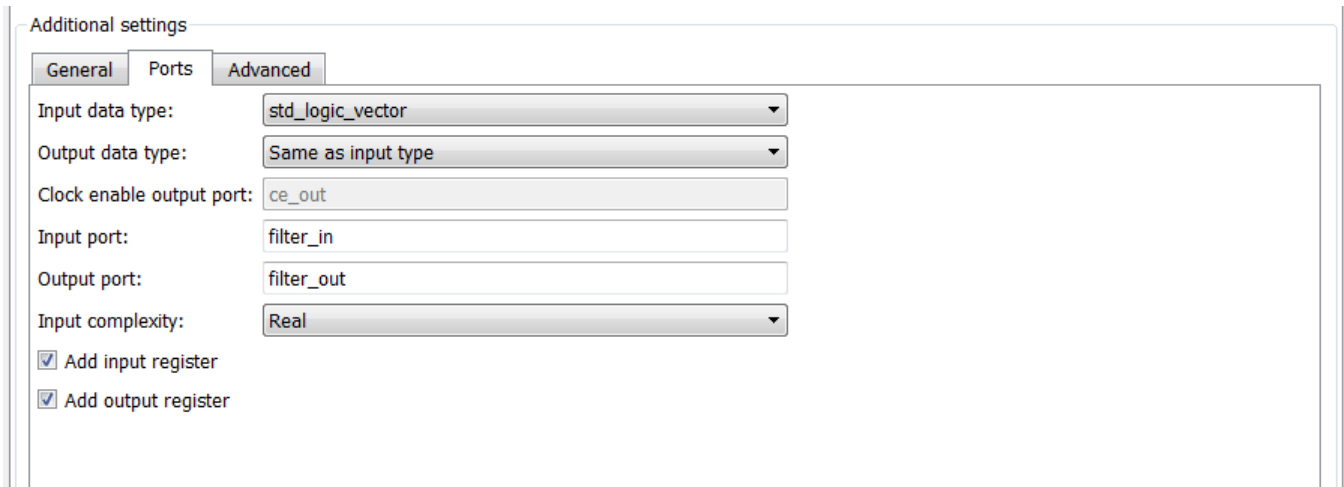 Additional settings
General Ports Advanced
Input data type: std_logic_vector
Output data type: Same as input type
Clock enable output port: ce_out
Input port: filter_in
Output port: filter_out
Input complexity: Real
Add input register
Add output register